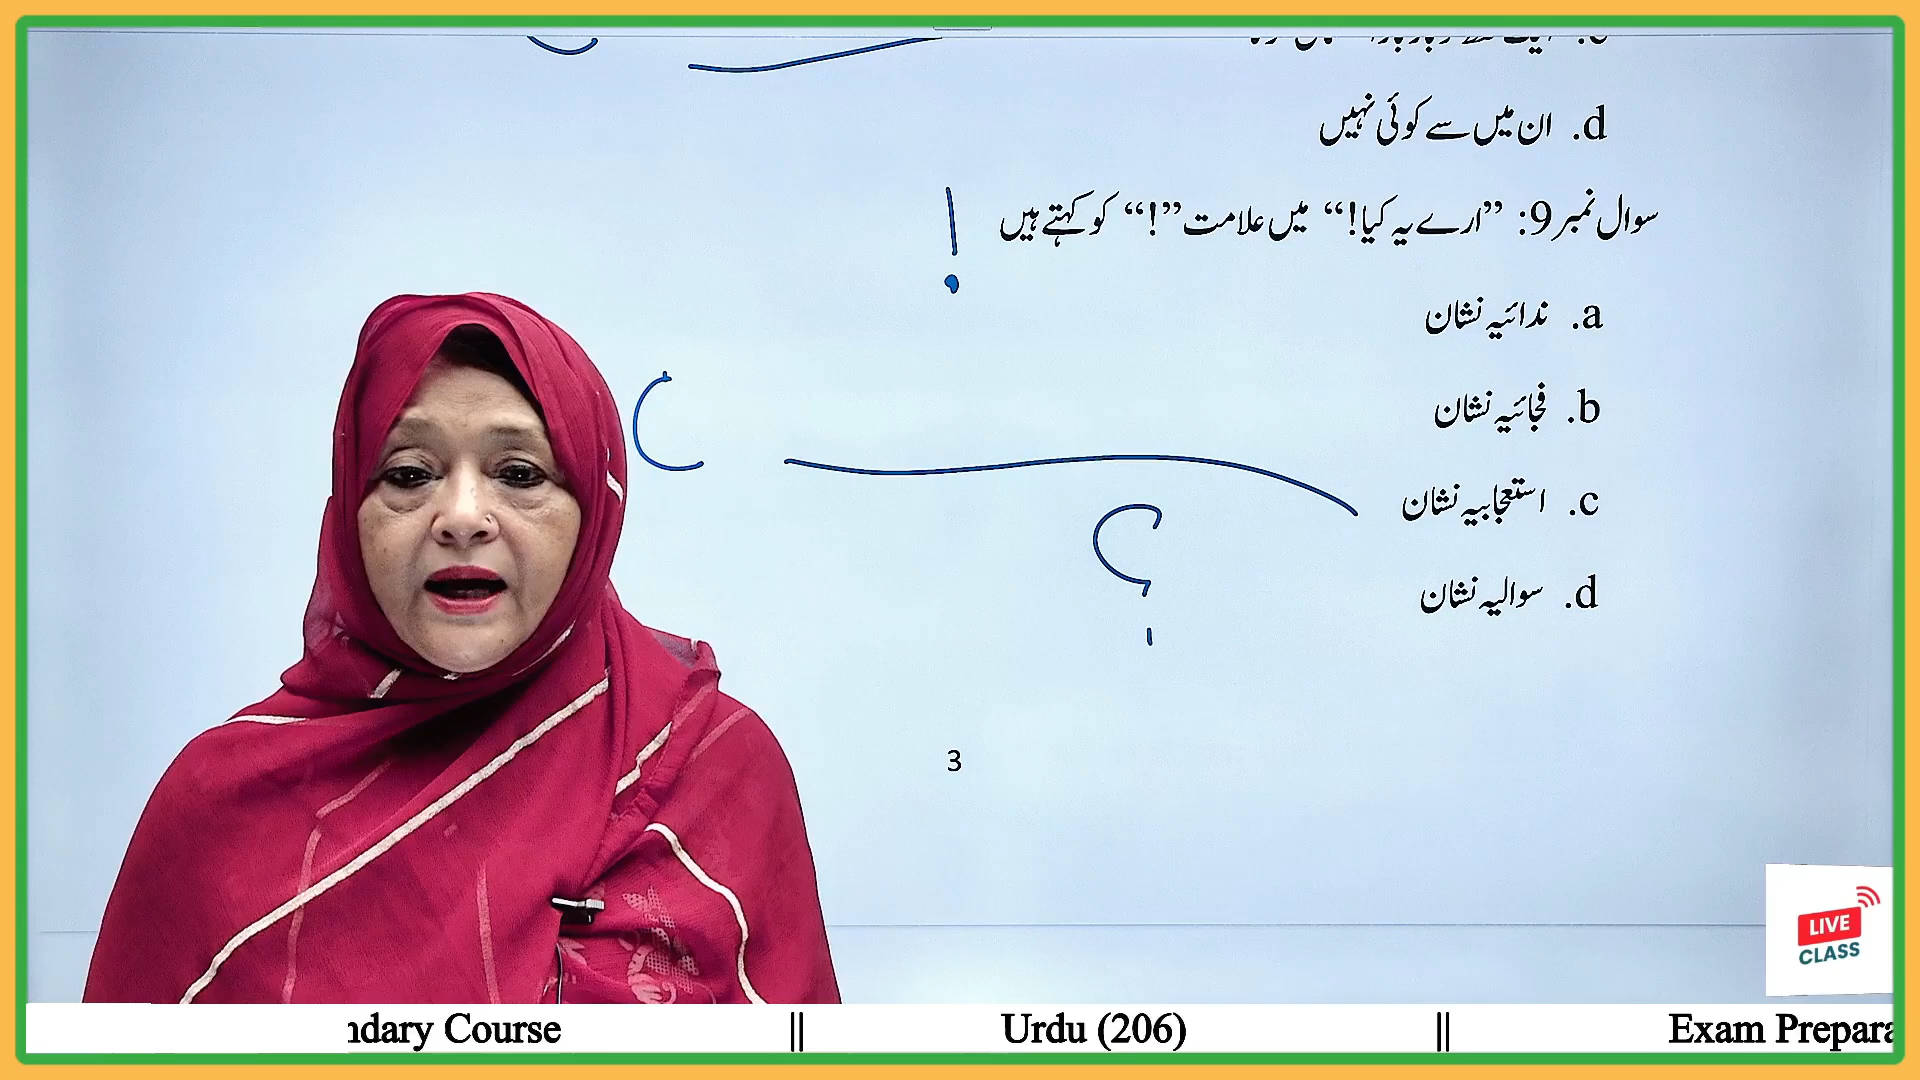 d. ان میں سے کوئی نہیں
سوال نمبر 9: ”ارے یہ کیا!“ میں علامت ”!“ کو کہتے ہیں
!
a. ندائیہ نشان
b. فجائیہ نشان
c. استعجابیہ نشان
d. سوالیہ نشان
؟
3
LIVE
CLASS
ndary Course || Urdu (206) || Exam Prepara